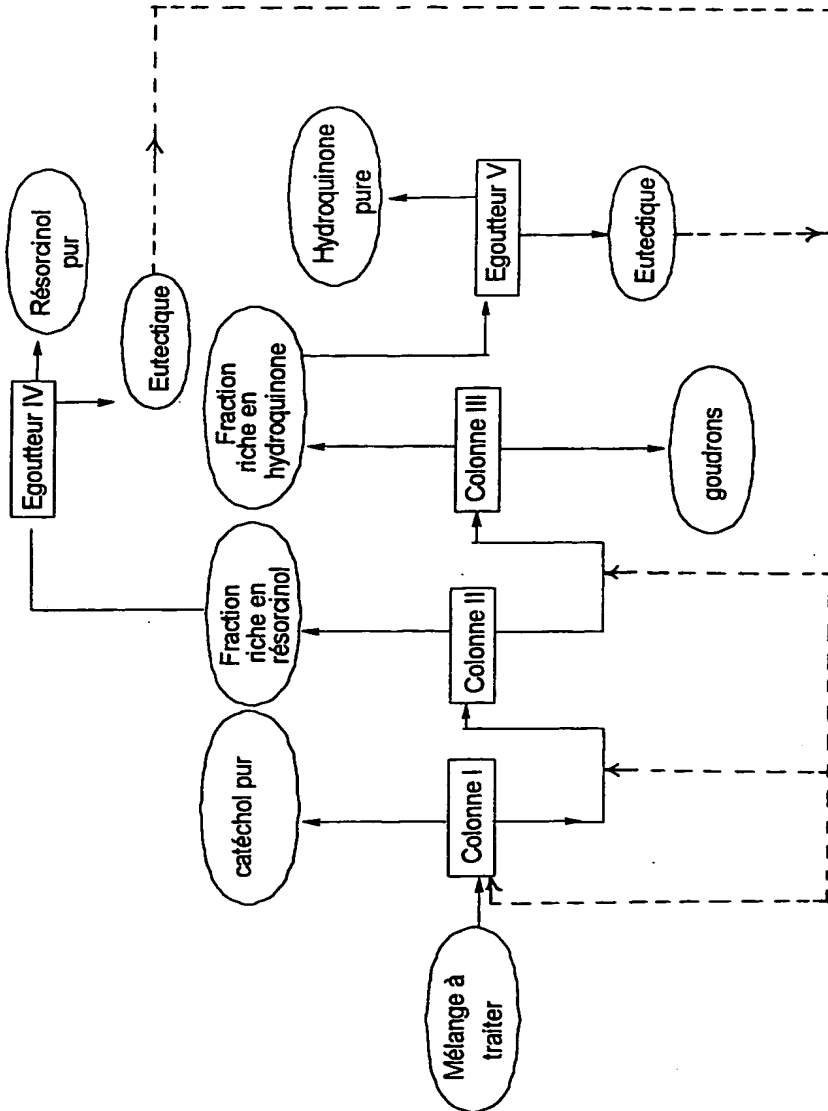 Mélange à
traiter
Colonne I
catéchol pur
Colonne II
Fraction
riche en
résorcinol
Egoutteur IV
Résorcinol
pur
Eutectique
Colonne III
Fraction
riche en
hydroquinone
goudrons
Egoutteur V
Hydroquinone
pure
Eutectique